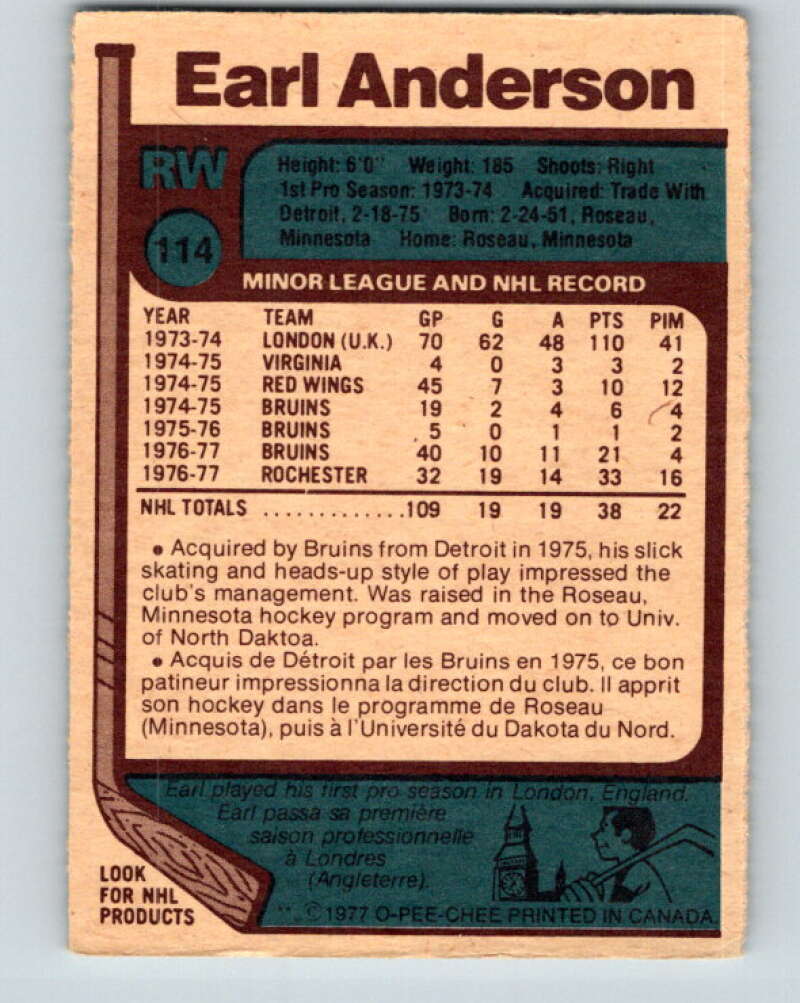 Earl Anderson
RW
114
Height: 6'0" Weight: 185 Shoots: Right
1st Pro Season: 1973-74 Acquired: Trade With
Detroit, 2-18-75 Born: 2-24-51, Roseau,
Minnesota Home: Roseau, Minnesota
MINOR LEAGUE AND NHL RECORD
YEAR TEAM GP G A PTS PIM
1973-74 LONDON (U.K.) 70 62 48 110 41
1974-75 VIRGINIA 4 0 3 3 2
1974-75 RED WINGS 45 7 3 10 12
1974-75 BRUINS 19 2 4 6 4
1975-76 BRUINS 5 0 1 1 2
1976-77 BRUINS 40 10 11 21 4
1976-77 ROCHESTER 32 19 14 33 16
NHL TOTALS .............109 19 19 38 22
• Acquired by Bruins from Detroit in 1975, his slick
skating and heads-up style of play impressed the
club's management. Was raised in the Roseau,
Minnesota hockey program and moved on to Univ.
of North Daktoa.
• Acquis de Détroit par les Bruins en 1975, ce bon
patineur impressionna la direction du club. Il apprit
son hockey dans le programme de Roseau
(Minnesota), puis à l'Université du Dakota du Nord.
Earl played his first pro season in London, England.
Earl passa sa première
saison professionnelle
à Londres
(Angleterre).
LOOK
FOR NHL
PRODUCTS
©1977 O-PEE-CHEE PRINTED IN CANADA.